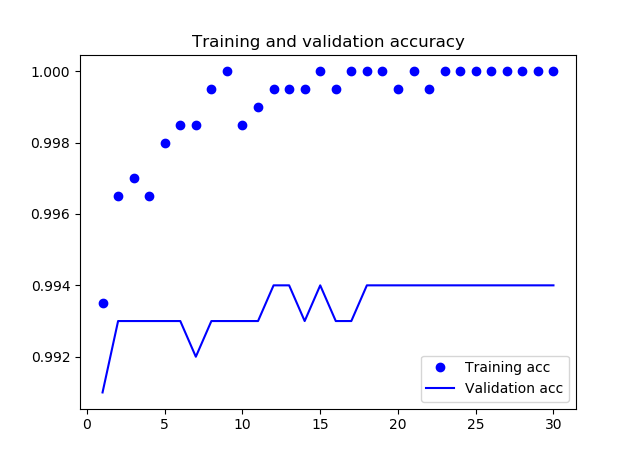 Training and validation accuracy
1.000
0.998
0.996
0.994
0.992
Training acc
Validation acc
0 5 10 15 20 25 30